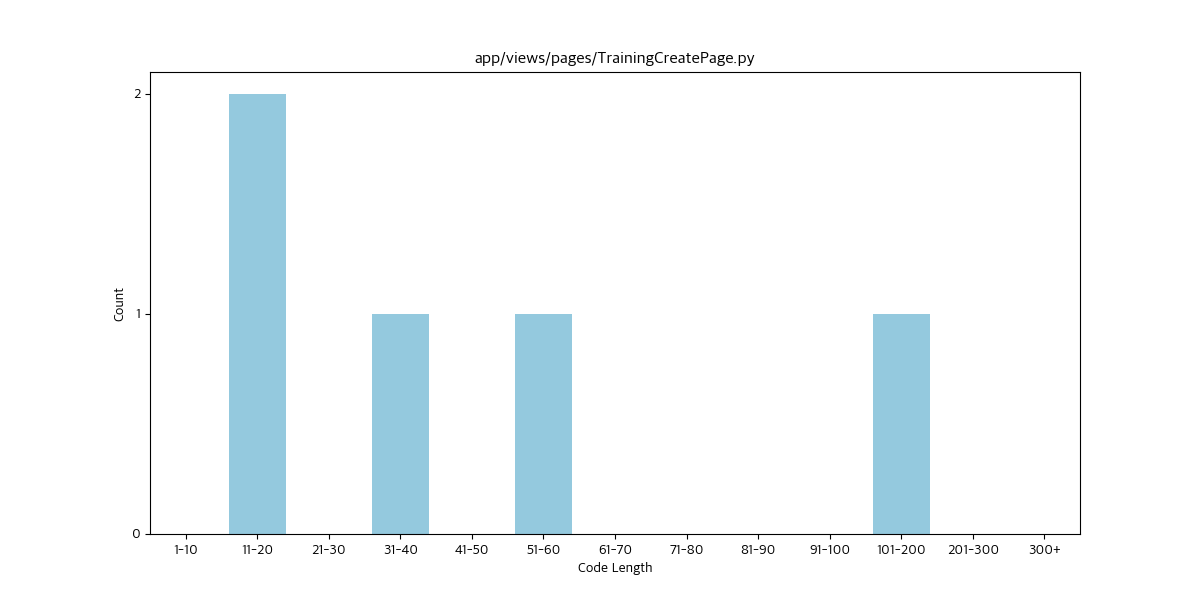 app/views/pages/TrainingCreatePage.py
Count
2
1
0
1-10 11-20 21-30 31-40 41-50 51-60 61-70 71-80 81-90 91-100 101-200 201-300 300+
Code Length